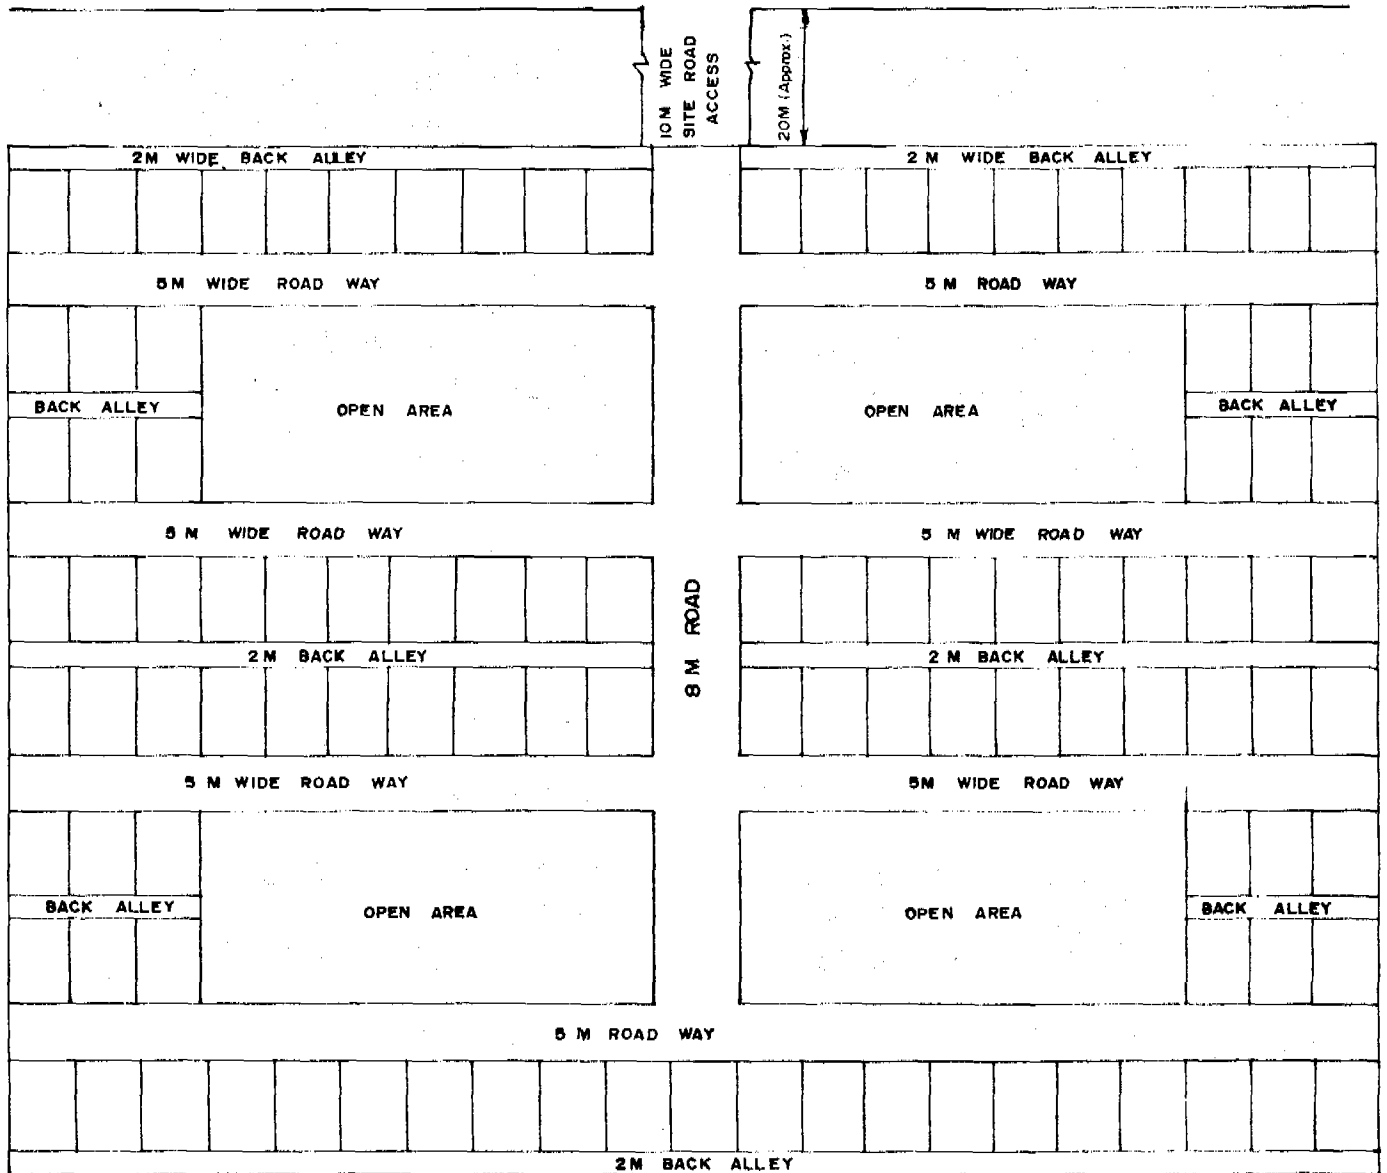 10M WIDE
SITE ROAD
ACCESS
20M (Approx.)
2M WIDE BACK ALLEY
2 M WIDE BACK ALLEY
5M WIDE ROAD WAY
5 M ROAD WAY
BACK ALLEY
OPEN AREA
OPEN AREA
BACK ALLEY
5 M WIDE ROAD WAY
5 M WIDE ROAD WAY
8 M ROAD
2M BACK ALLEY
2 M BACK ALLEY
5 M WIDE ROAD WAY
5M WIDE ROAD WAY
BACK ALLEY
OPEN AREA
OPEN AREA
BACK ALLEY
5 M ROAD WAY
2M BACK ALLEY